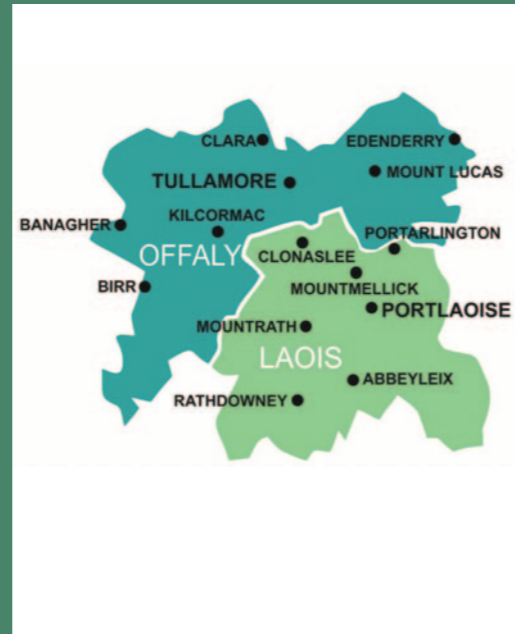 CLARA
EDENDERRY
MOUNT LUCAS
TULLAMORE
KILCORMAC
BANAGHER
PORTARLINGTON
OFFALY
CLONASLEE
BIRR
MOUNTMELLICK
PORTLAOISE
MOUNTRATH
LAOIS
ABBEYLEIX
RATHDOWNEY